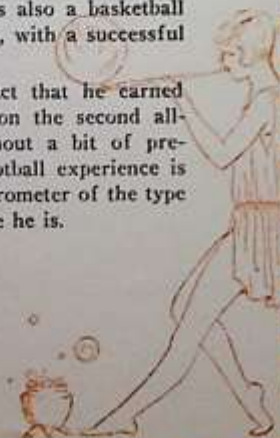 s also a basketball
, with a successful
ct that he earned
on the second all-
hout a bit of pre-
otball experience is
rometer of the type
e he is.